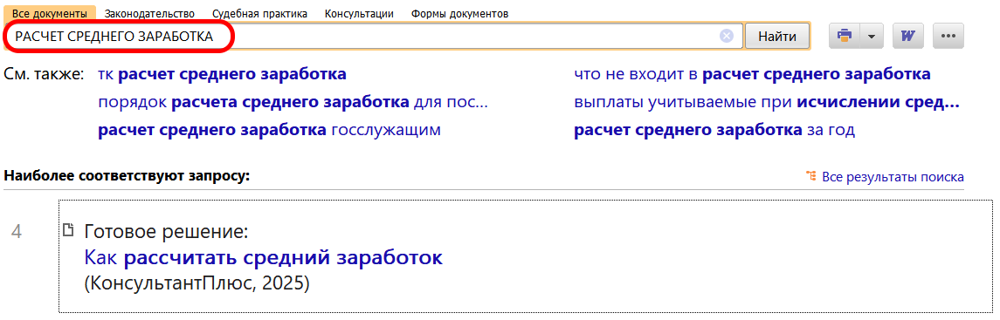 Все документы Законодательство Судебная практика Консультации Формы документов
РАСЧЕТ СРЕДНЕГО ЗАРАБОТКА Найти W
См. также: тк расчет среднего заработка что не входит в расчет среднего заработка
порядок расчета среднего заработка для пос... выплаты учитываемые при исчислении сред...
расчет среднего заработка госслужащим расчет среднего заработка за год
Наиболее соответствуют запросу: Все результаты поиска
4 Готовое решение:
Как рассчитать средний заработок
(КонсультантПлюс, 2025)